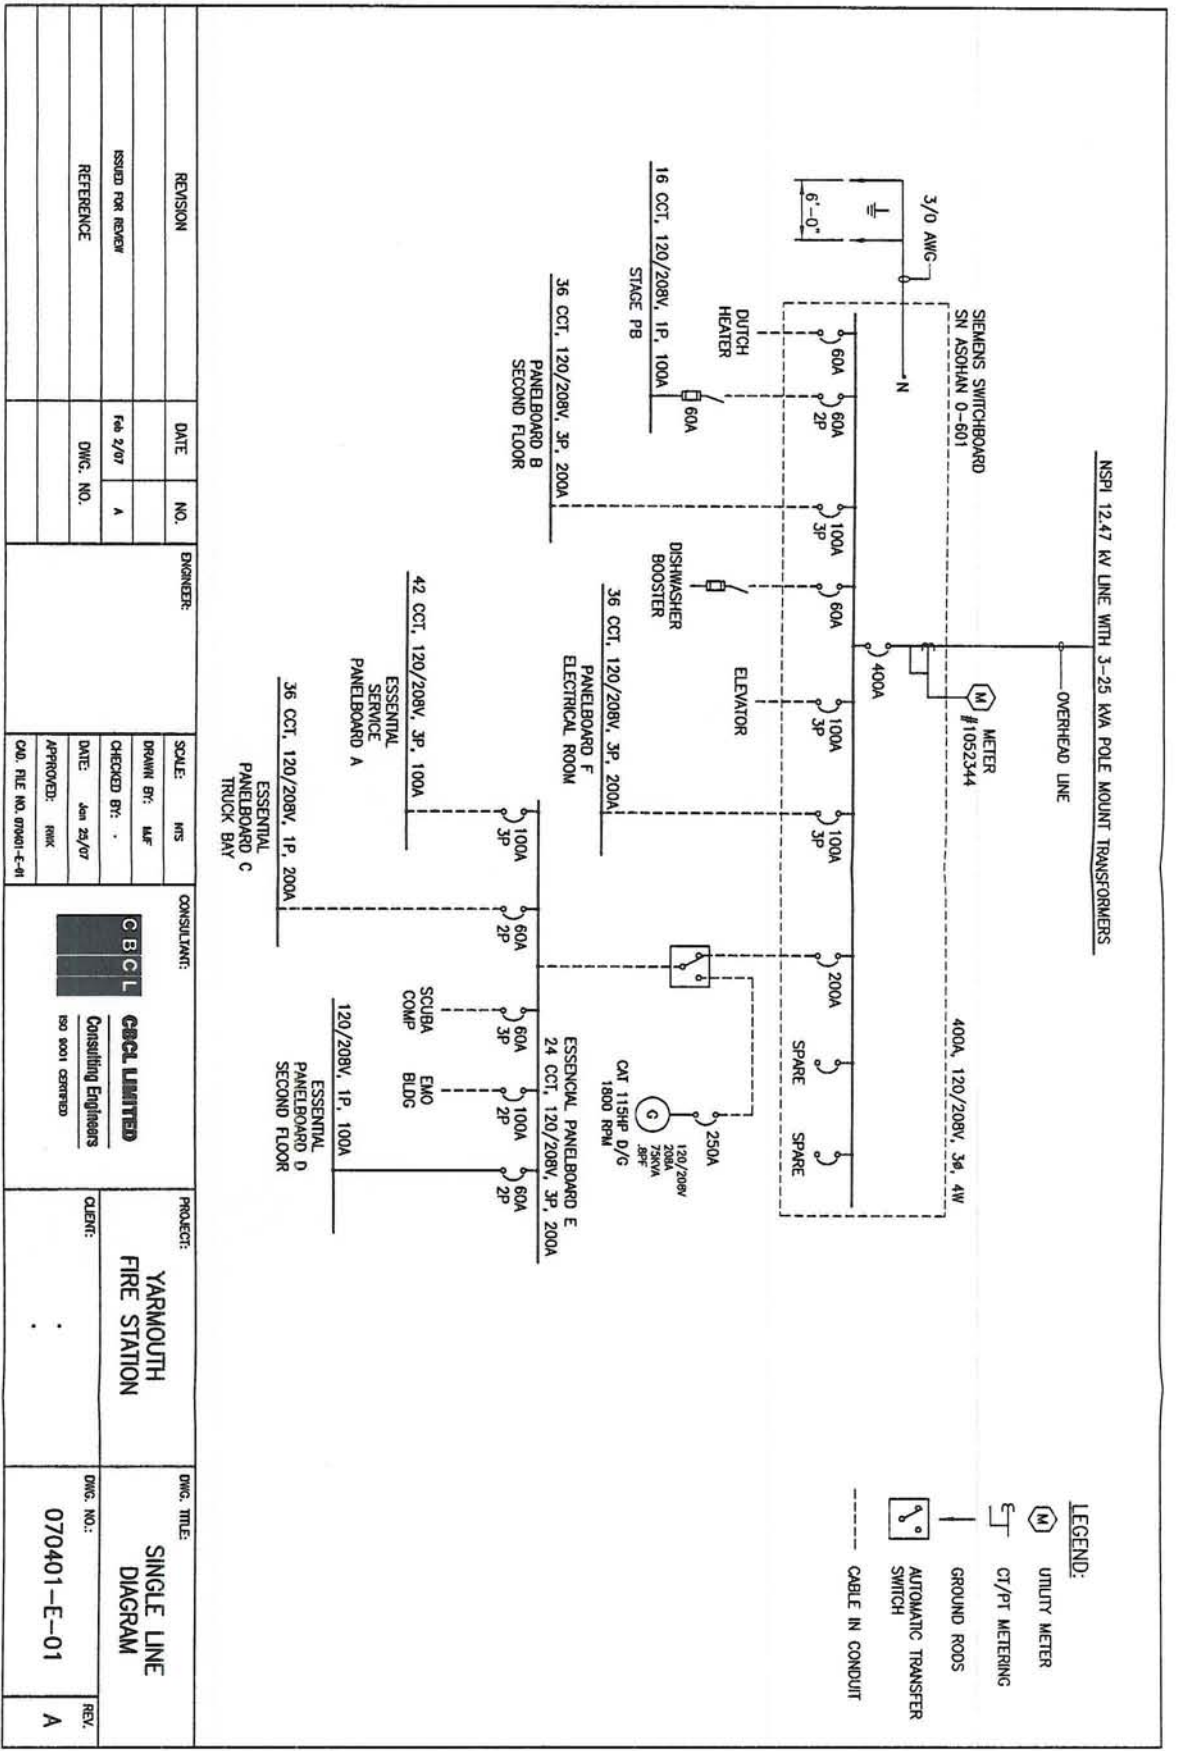 NSPI 12.47 kV LINE WITH 3-25 kVA POLE MOUNT TRANSFORMERS
OVERHEAD LINE
M
METER
#1052344
400A
SIEMENS SWITCHBOARD
SN ASOHAN 0-601
400A, 120/208V, 3ø, 4W
3/0 AWG
N
6'-0"
60A
DUTCH
HEATER
60A
2P
60A
16 CCT, 120/208V, 1P, 100A
STAGE PB
100A
3P
36 CCT, 120/208V, 3P, 200A
PANELBOARD B
SECOND FLOOR
60A
DISHWASHER
BOOSTER
100A
3P
ELEVATOR
100A
3P
36 CCT, 120/208V, 3P, 200A
PANELBOARD F
ELECTRICAL ROOM
200A
SPARE
SPARE
250A
G
120/208V
208A
75KVA
.8PF
CAT 115HP D/G
1800 RPM
ESSENCIAL PANELBOARD E
24 CCT, 120/208V, 3P, 200A
100A
3P
42 CCT, 120/208V, 3P, 100A
ESSENTIAL
SERVICE
PANELBOARD A
60A
2P
36 CCT, 120/208V, 1P, 200A
ESSENTIAL
PANELBOARD C
TRUCK BAY
60A
3P
SCUBA
COMP
100A
2P
EMO
BLDG
60A
2P
120/208V, 1P, 100A
ESSENTIAL
PANELBOARD D
SECOND FLOOR
LEGEND:
M
UTILITY METER
CT/PT METERING
GROUND RODS
AUTOMATIC TRANSFER
SWITCH
CABLE IN CONDUIT
REVISION
DATE
NO.
ISSUED FOR REVIEW
Feb 2/07
A
REFERENCE
DWG. NO.
ENGINEER:
SCALE: NTS
DRAWN BY: MJF
CHECKED BY: .
DATE: Jan 25/07
APPROVED: RWK
CAD. FILE NO. 070401-E-01
CONSULTANT:
CBCL
CBCL LIMITED
Consulting Engineers
ISO 9001 CERTIFIED
PROJECT:
YARMOUTH
FIRE STATION
CLIENT:
DWG. TITLE:
SINGLE LINE
DIAGRAM
DWG. NO.:
070401-E-01
REV.
A